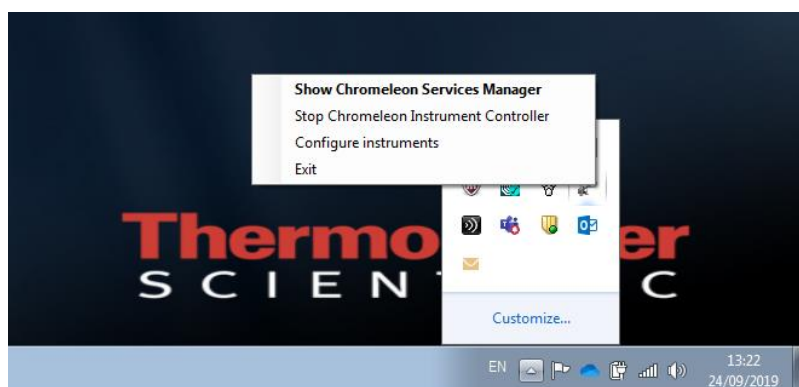 Show Chromeleon Services Manager
Stop Chromeleon Instrument Controller
Configure instruments
Exit
Thermo er
SCIEN C
Customize...
EN
13:22
24/09/2019